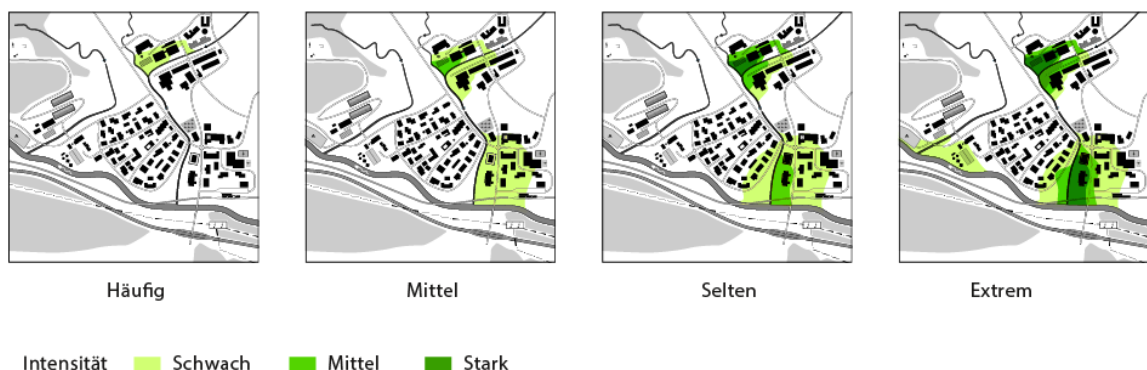 Häufig
Mittel
Selten
Extrem
Intensität Schwach Mittel Stark